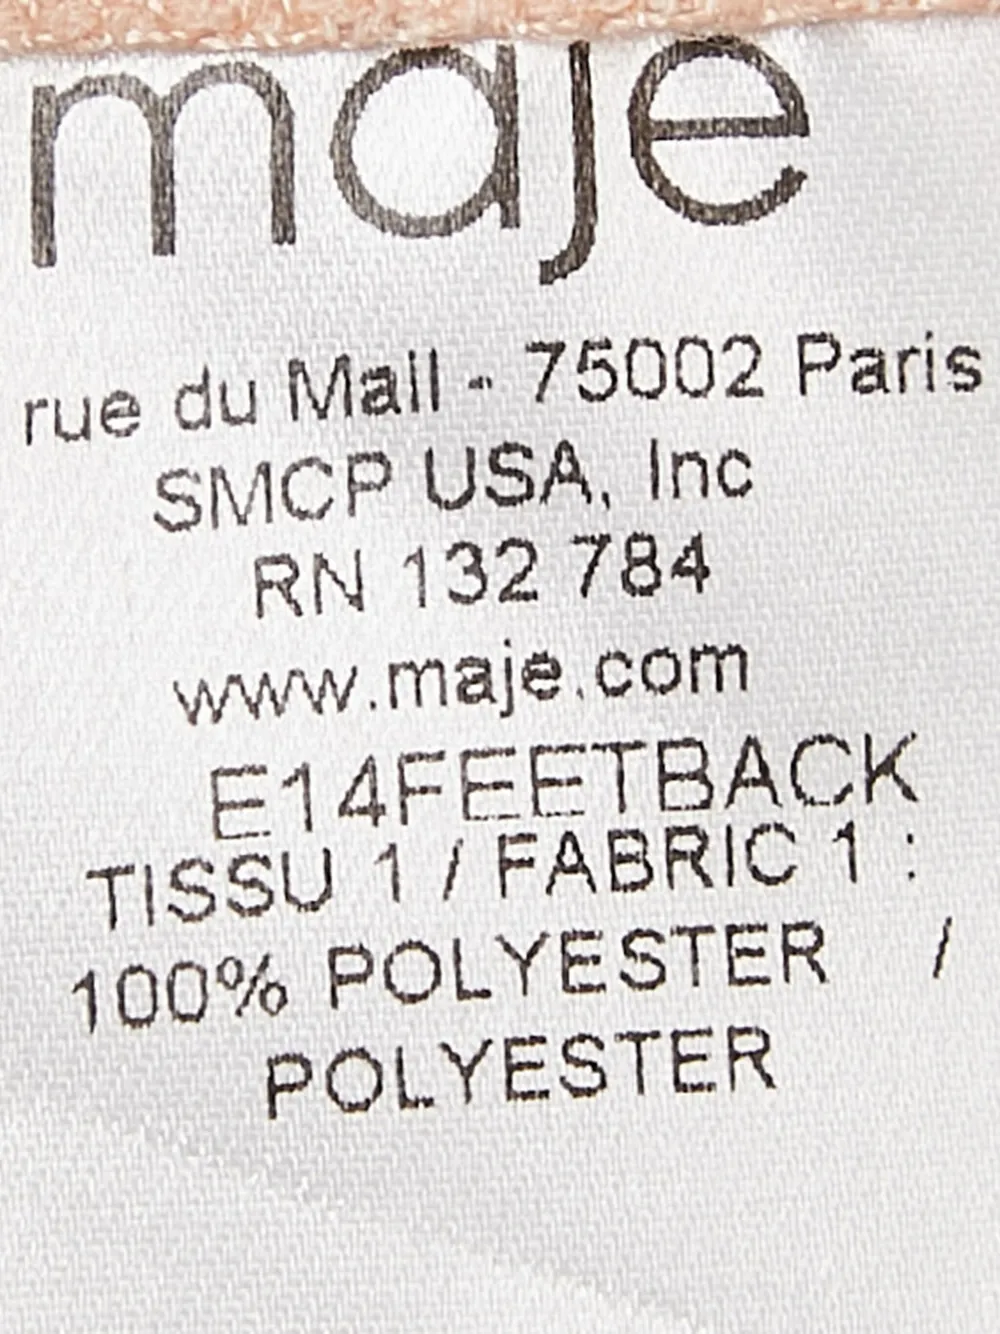 maje
rue du Mail - 75002 Paris
SMCP USA, Inc
RN 132 784
www.maje.com
E14FEETBACK
TISSU 1 / FABRIC 1 :
100% POLYESTER /
POLYESTER